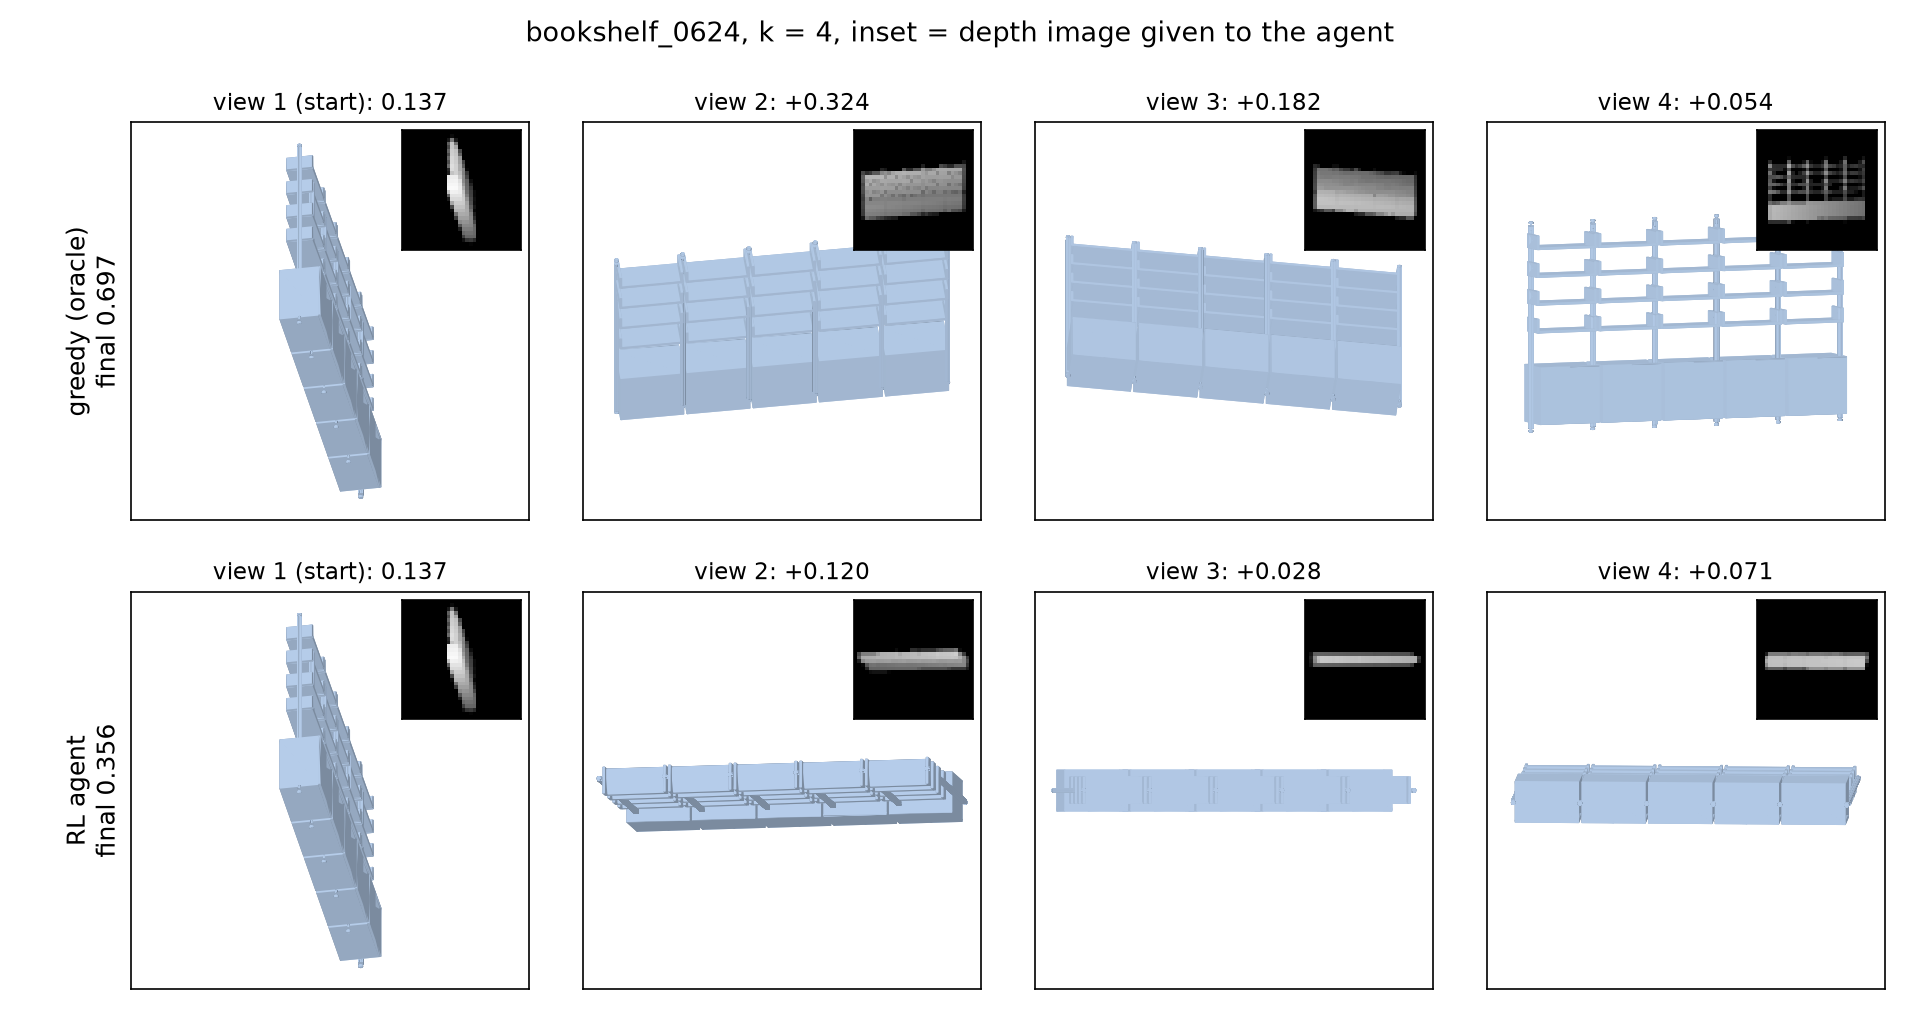 bookshelf_0624, k = 4, inset = depth image given to the agent
view 1 (start): 0.137
view 2: +0.324
view 3: +0.182
view 4: +0.054
greedy (oracle)
final 0.697
view 1 (start): 0.137
view 2: +0.120
view 3: +0.028
view 4: +0.071
RL agent
final 0.356